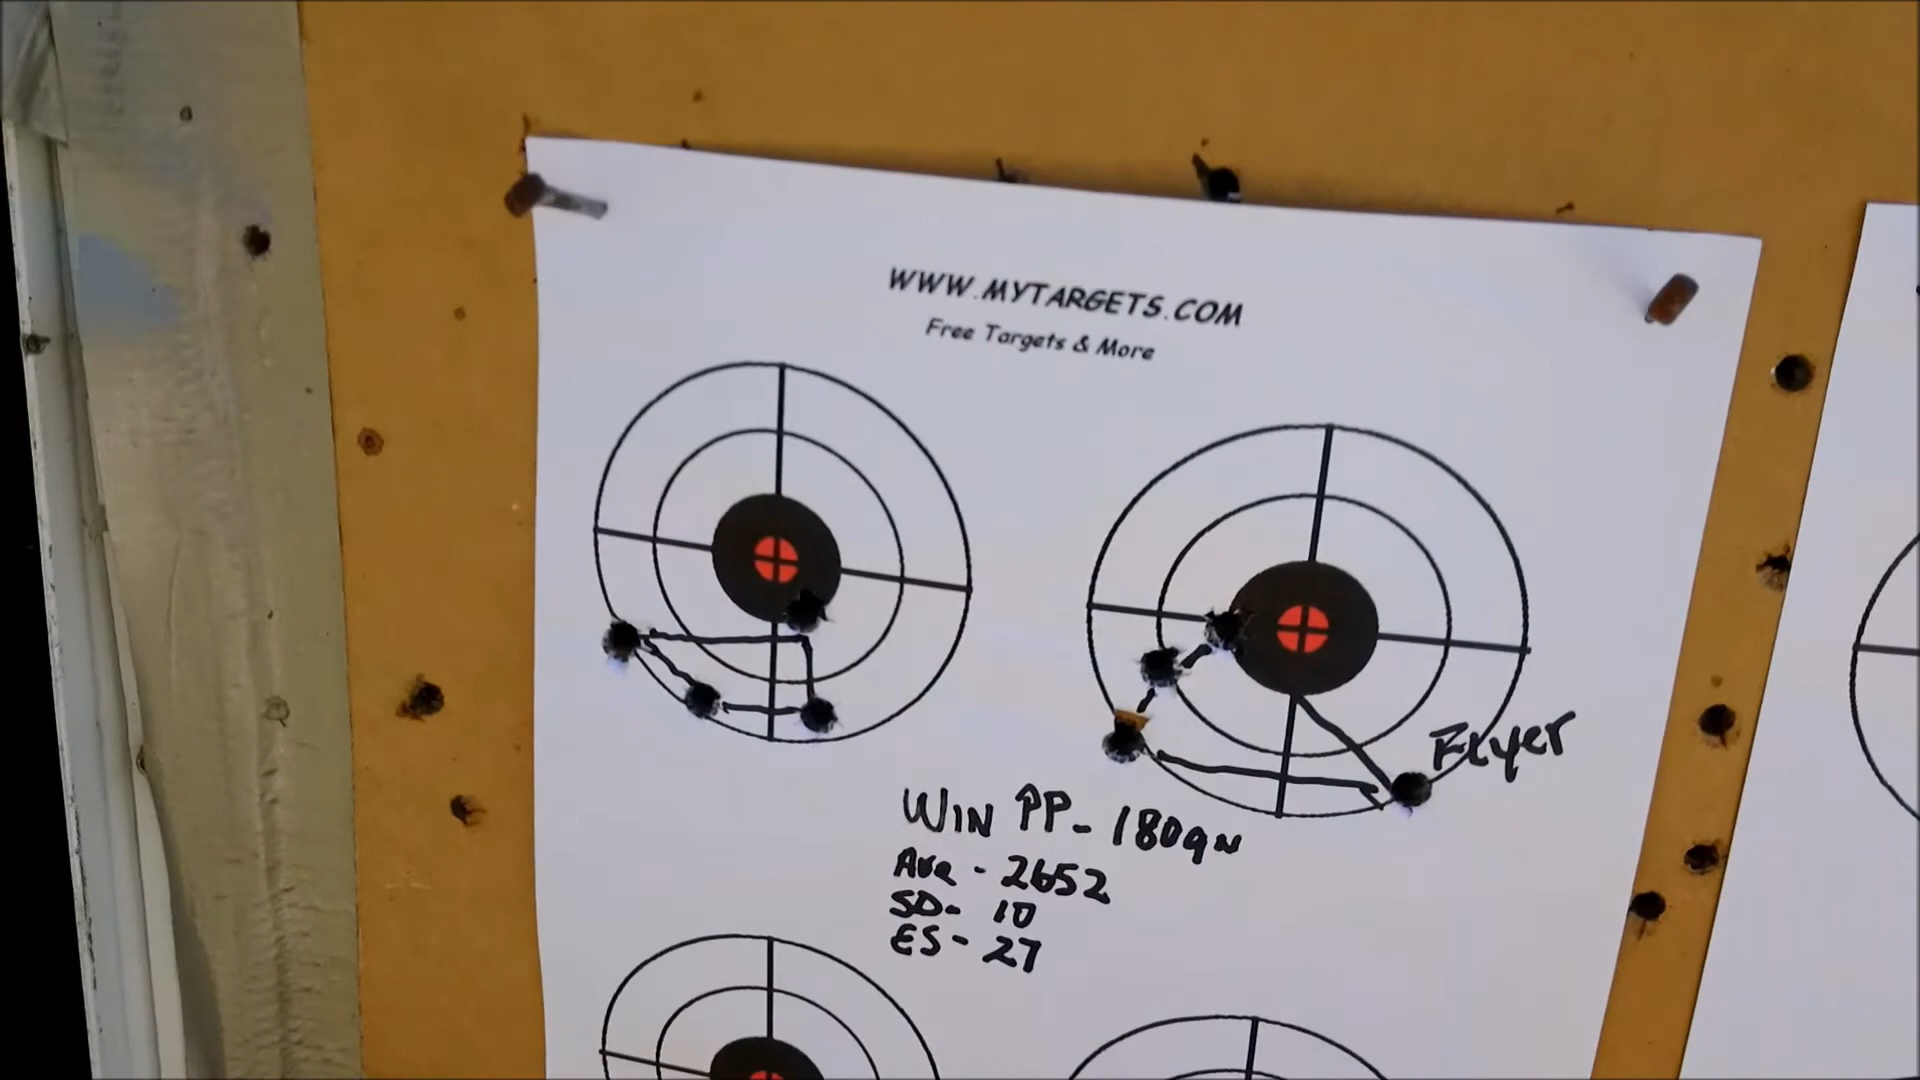 WWW.MYTARGETS.COM
Free Targets & More
Flyer
WIN PP- 180gn
Ave - 2652
SD- 10
ES- 27